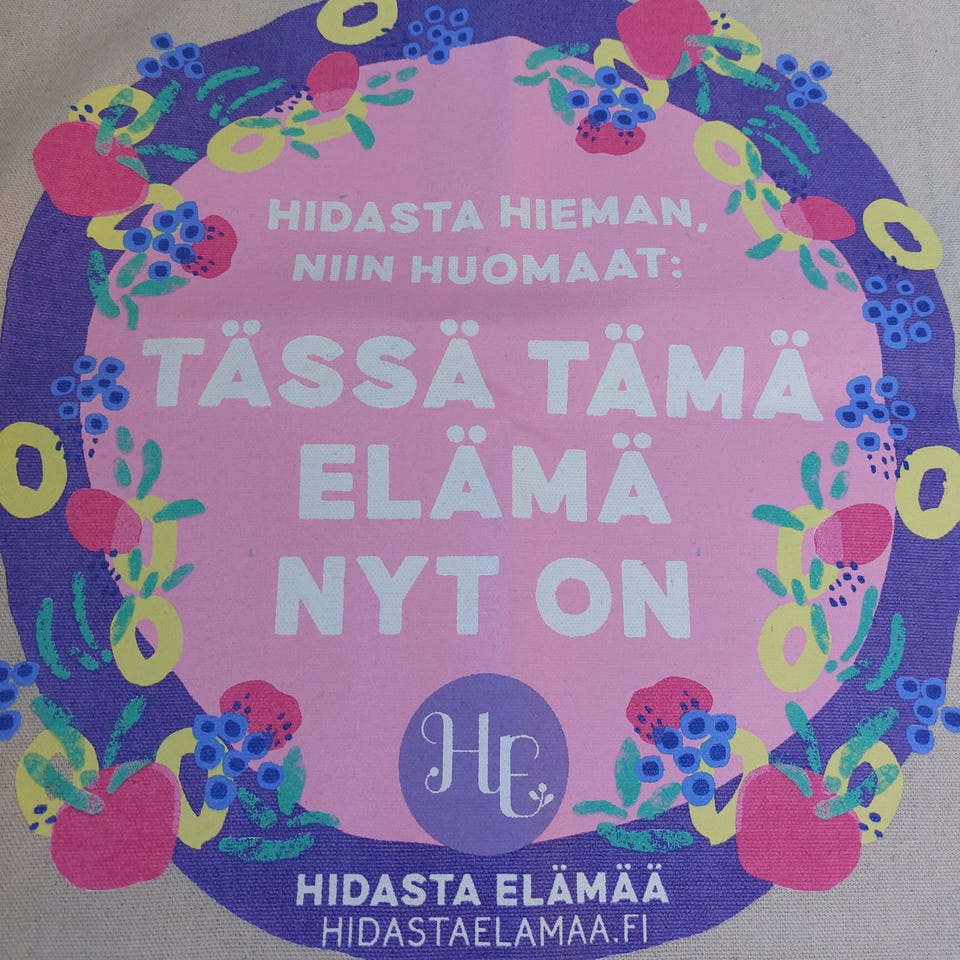 HIDASTA HIEMAN,
NIIN HUOMAAT:
TÄSSÄ TÄMÄ
ELÄMÄ
NYT ON
HE
HIDASTA ELÄMÄÄ
HIDASTAELAMAA.FI